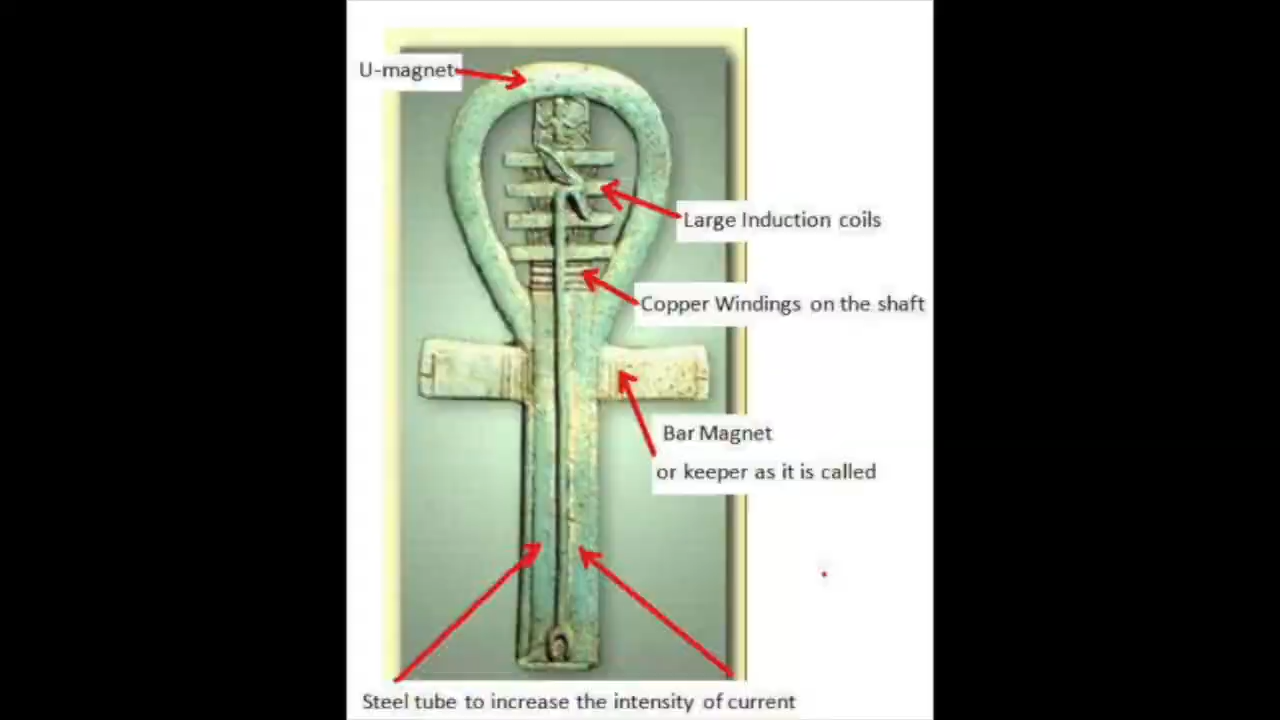 U-magnet
Large Induction coils
Copper Windings on the shaft
Bar Magnet
or keeper as it is called
Steel tube to increase the intensity of current